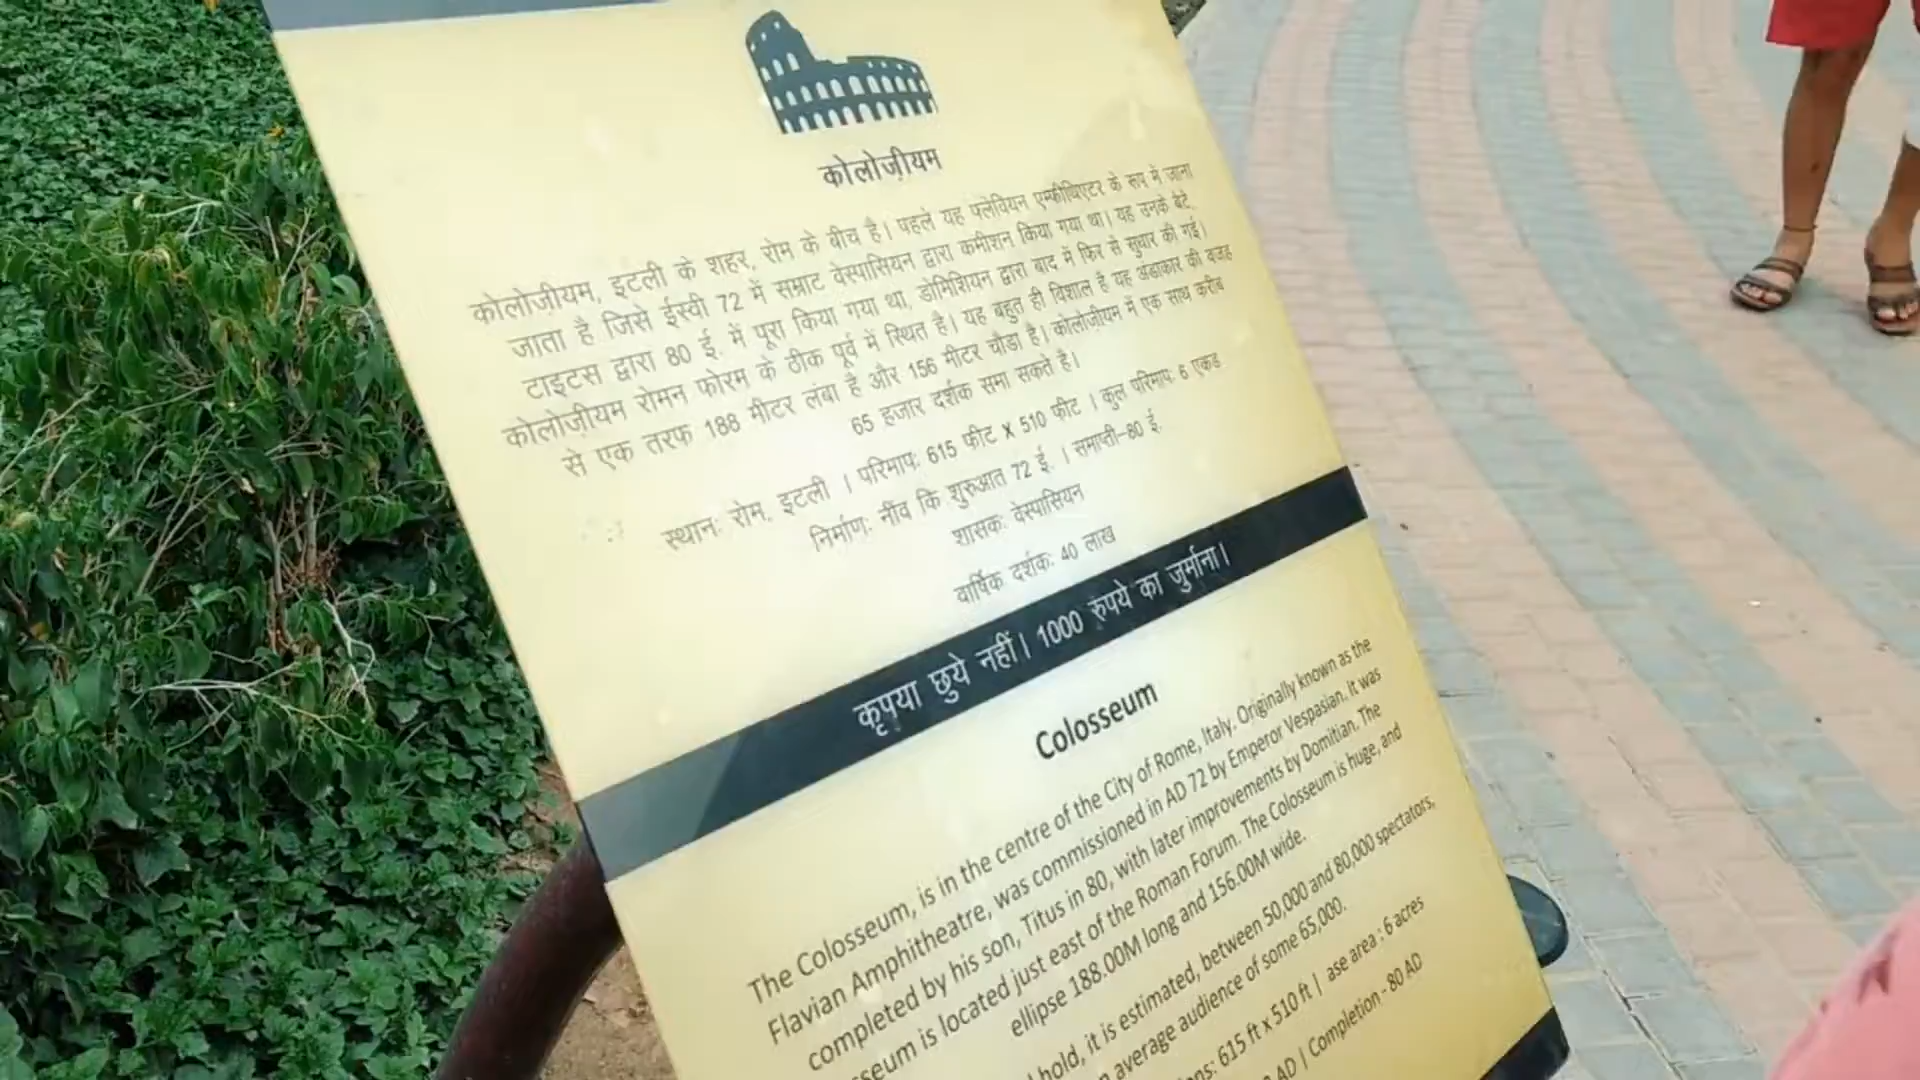 कोलोज़ीयम
कोलोज़ीयम, इटली के शहर, रोम के बीच है। पहले यह फ्लेवियन एम्फीथिएटर के रूप में जाना
जाता है जिसे ईस्वी 72 में सम्राट वेस्पासियन द्वारा कमीशन किया गया था। यह उनके बेटे,
टाइटस द्वारा 80 ई. में पूरा किया गया था, डोमिशियन द्वारा बाद में फिर से सुधार की गई।
कोलोज़ीयम रोमन फोरम के ठीक पूर्व में स्थित है। यह बहुत ही विशाल है यह अंडाकार की वजह
से एक तरफ 188 मीटर लंबा है और 156 मीटर चौडा है। कोलोज़ीयम में एक साथ करीब
65 हजार दर्शक समा सकते है।
स्थान: रोम, इटली । परिमाप: 615 फीट x 510 फीट । कुल परिमाप: 6 एकड
निर्माण: नींव कि शुरुआत 72 ई. । समाप्ती-80 ई.
शासक: वेस्पासियन
वार्षिक दर्शक: 40 लाख
कृपया छुये नहीं। 1000 रुपये का जुर्माना।
Colosseum
The Colosseum, is in the centre of the City of Rome, Italy. Originally known as the
Flavian Amphitheatre, was commissioned in AD 72 by Emperor Vespasian. It was
completed by his son, Titus in 80, with later improvements by Domitian. The
sseum is located just east of the Roman Forum. The Colosseum is huge, and
ellipse 188.00M long and 156.00M wide.
hold, it is estimated, between 50,000 and 80,000 spectators,
average audience of some 65,000.
ns: 615 ft x 510 ft | ase area : 6 acres
AD | Completion - 80 AD